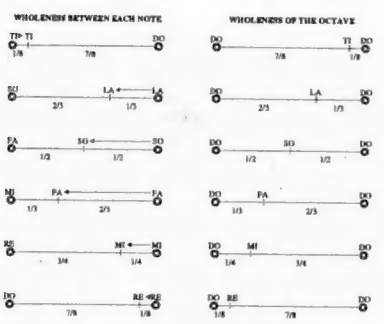 WHOLENESS BETWEEN EACH NOTE
TI TI DO
1/8 7/8
SO LA LA
2/3 1/3
FA SO SO
1/2 1/2
MI FA FA
1/3 2/3
RE MI MI
3/4 1/4
DO RE RE
7/8 1/8
WHOLENESS OF THE OCTAVE
DO TI DO
7/8 1/8
DO LA DO
2/3 1/3
DO SO DO
1/2 1/2
DO FA DO
1/3 2/3
DO MI DO
1/4 3/4
DO RE DO
1/8 7/8